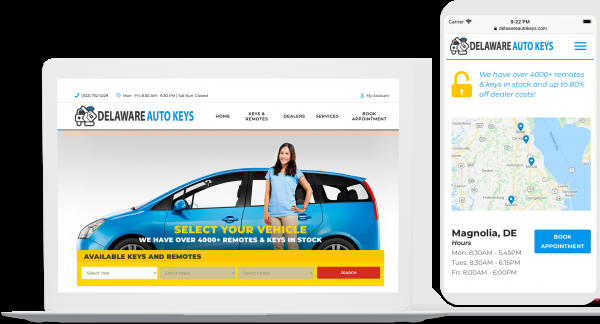 (302) 752-5229 Mon - Fri: 8:30 AM - 6:30 PM | Sat-Sun: Closed My Account
DELAWARE AUTO KEYS
HOME KEYS & REMOTES DEALERS SERVICES BOOK APPOINTMENT
SELECT YOUR VEHICLE
WE HAVE OVER 4000+ REMOTES & KEYS IN STOCK
AVAILABLE KEYS AND REMOTES
Select Year Select Make Select Model SEARCH
Carrier 9:22 PM
delawareautokeys.com
DELAWARE AUTO KEYS
We have over 4000+ remotes
& keys in stock and up to 80%
off dealer costs!
Magnolia, DE
Hours
Mon: 8:30AM - 5:45PM
Tues: 8:30AM - 6:15PM
Fri: 8:00AM - 6:00PM
BOOK
APPOINTMENT